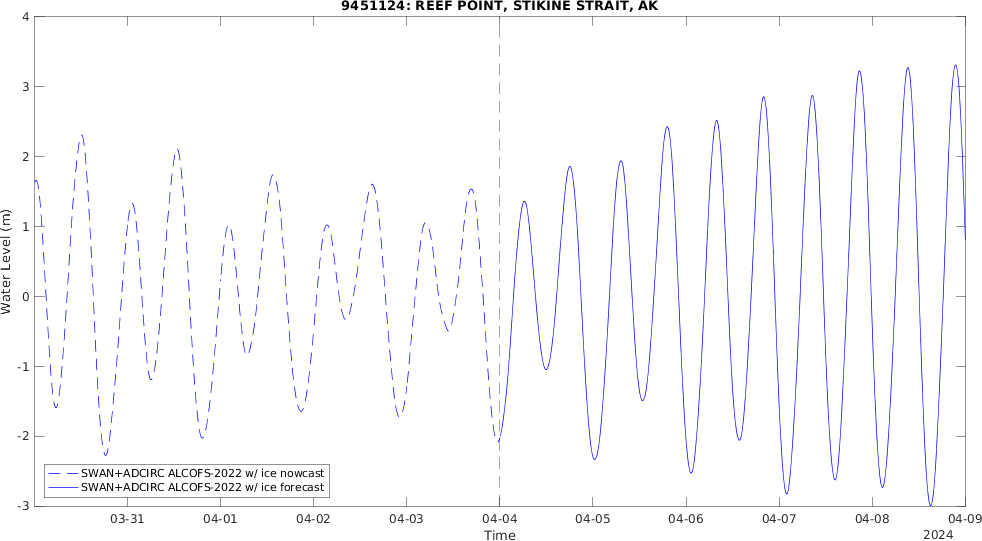 9451124: REEF POINT, STIKINE STRAIT, AK
4
3
2
1
0
-1
-2
-3
Water Level (m)
SWAN+ADCIRC ALCOFS-2022 w/ ice nowcast
SWAN+ADCIRC ALCOFS-2022 w/ ice forecast
03-31 04-01 04-02 04-03 04-04 04-05 04-06 04-07 04-08 04-09
Time
2024